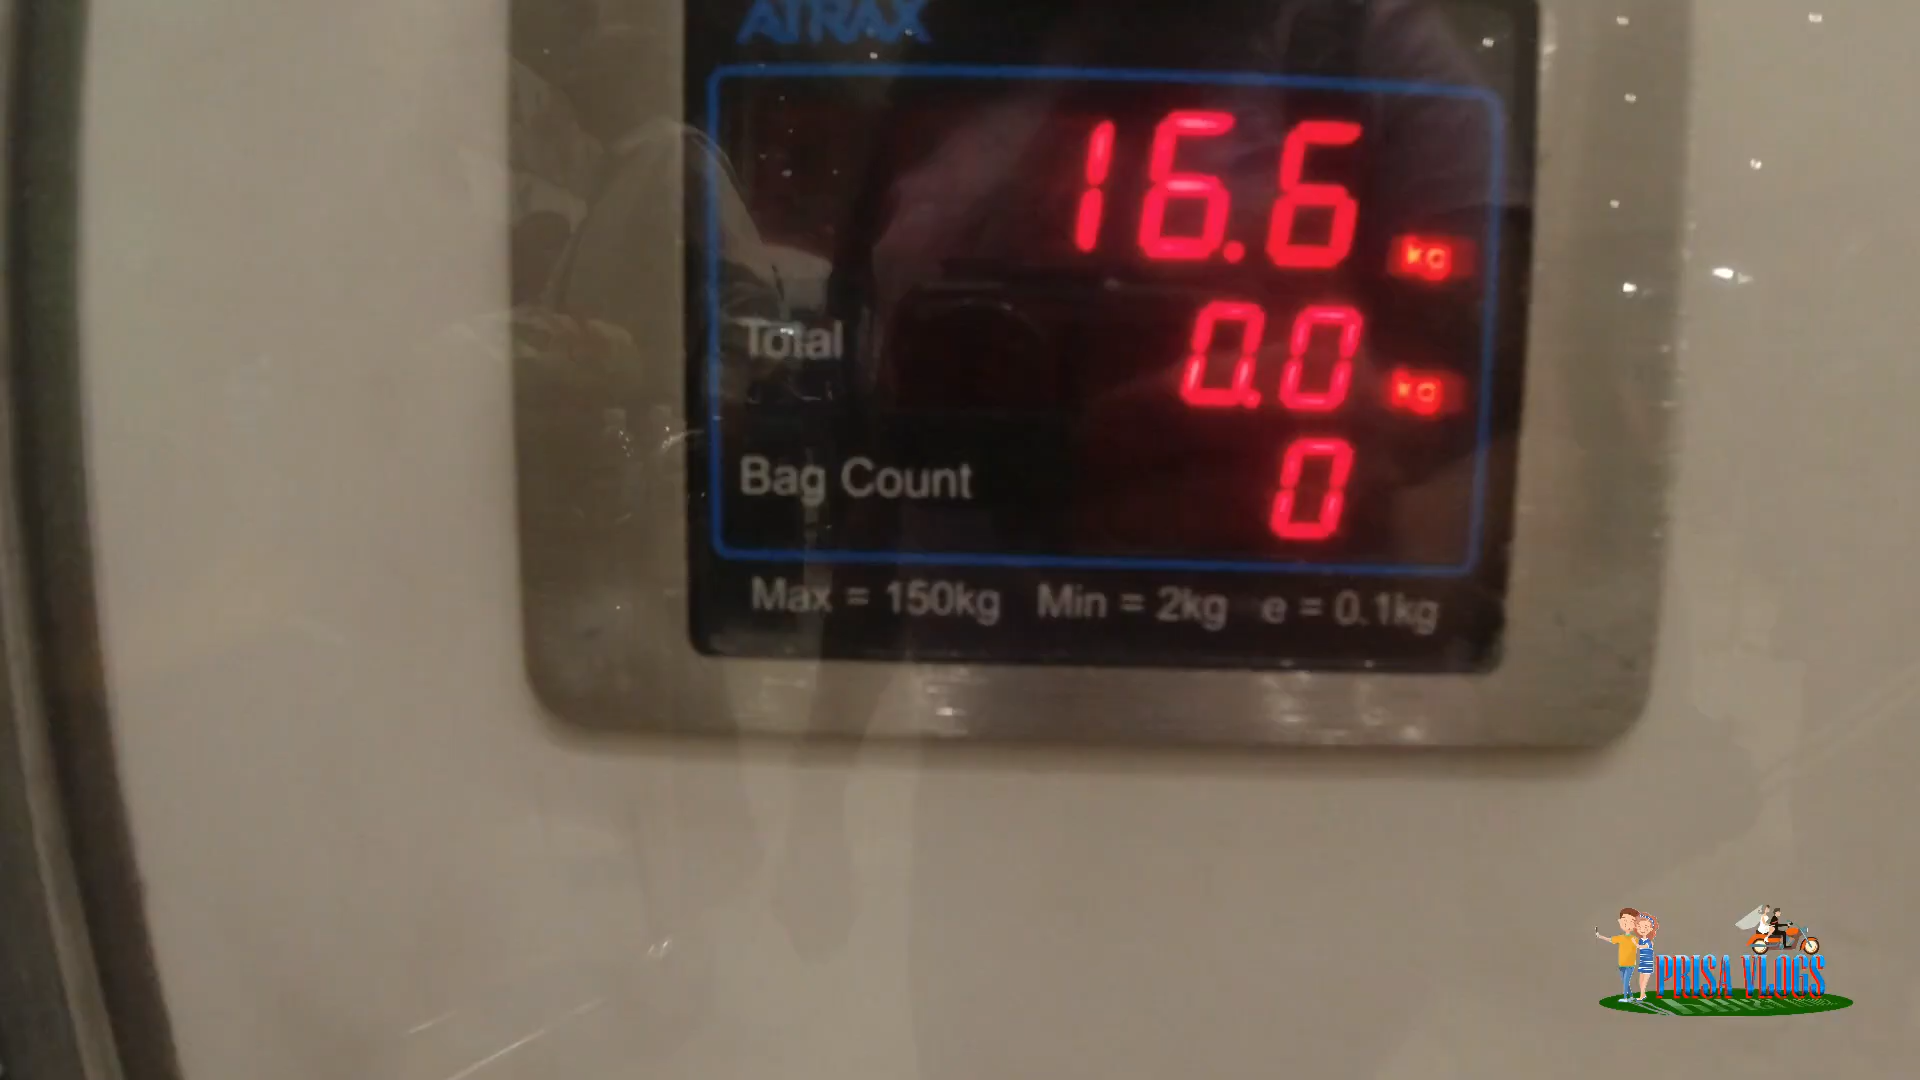 ATRAX
16.6 kg
Total 0.0 kg
Bag Count 0
Max = 150kg Min = 2kg e = 0.1kg
PRISA VLOGS